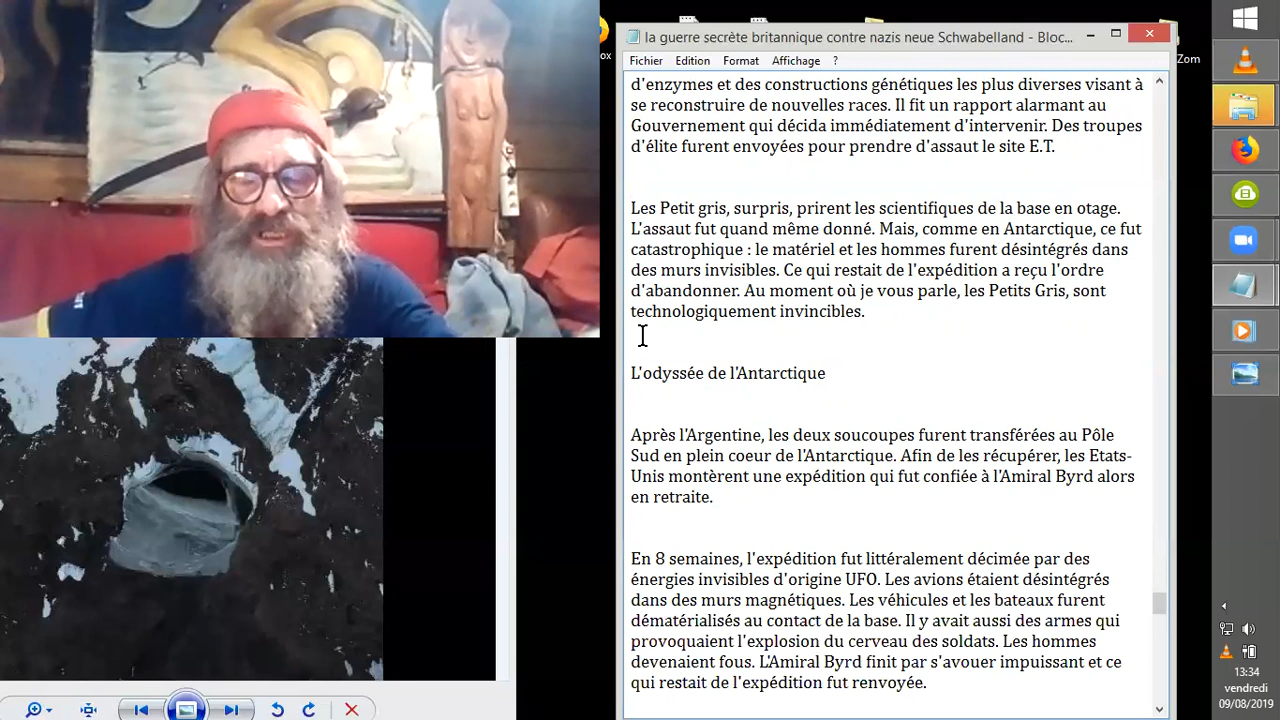 la guerre secrète britannique contre nazis neue Schwabelland - Bloc...
Fichier Edition Format Affichage ?
d'enzymes et des constructions génétiques les plus diverses visant à
se reconstruire de nouvelles races. Il fit un rapport alarmant au
Gouvernement qui décida immédiatement d'intervenir. Des troupes
d'élite furent envoyées pour prendre d'assaut le site E.T.
Les Petit gris, surpris, prirent les scientifiques de la base en otage.
L'assaut fut quand même donné. Mais, comme en Antarctique, ce fut
catastrophique : le matériel et les hommes furent désintégrés dans
des murs invisibles. Ce qui restait de l'expédition a reçu l'ordre
d'abandonner. Au moment où je vous parle, les Petits Gris, sont
technologiquement invincibles.
L'odyssée de l'Antarctique
Après l'Argentine, les deux soucoupes furent transférées au Pôle
Sud en plein coeur de l'Antarctique. Afin de les récupérer, les Etats-
Unis montèrent une expédition qui fut confiée à l'Amiral Byrd alors
en retraite.
En 8 semaines, l'expédition fut littéralement décimée par des
énergies invisibles d'origine UFO. Les avions étaient désintégrés
dans des murs magnétiques. Les véhicules et les bateaux furent
dématérialisés au contact de la base. Il y avait aussi des armes qui
provoquaient l'explosion du cerveau des soldats. Les hommes
devenaient fous. L'Amiral Byrd finit par s'avouer impuissant et ce
qui restait de l'expédition fut renvoyée.
ox
Zom
13:34
vendredi
09/08/2019